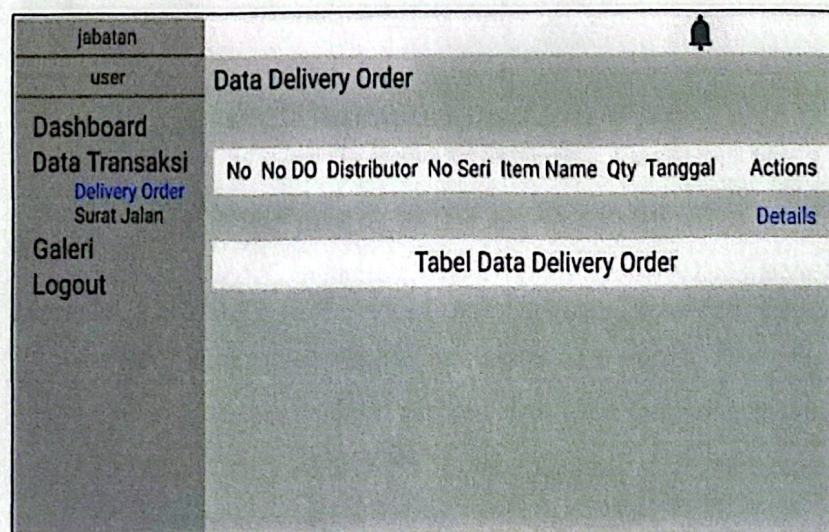 jabatan
user
Dashboard
Data Transaksi
Delivery Order
Surat Jalan
Galeri
Logout
Data Delivery Order
No No DO Distributor No Seri Item Name Qty Tanggal Actions
Details
Tabel Data Delivery Order